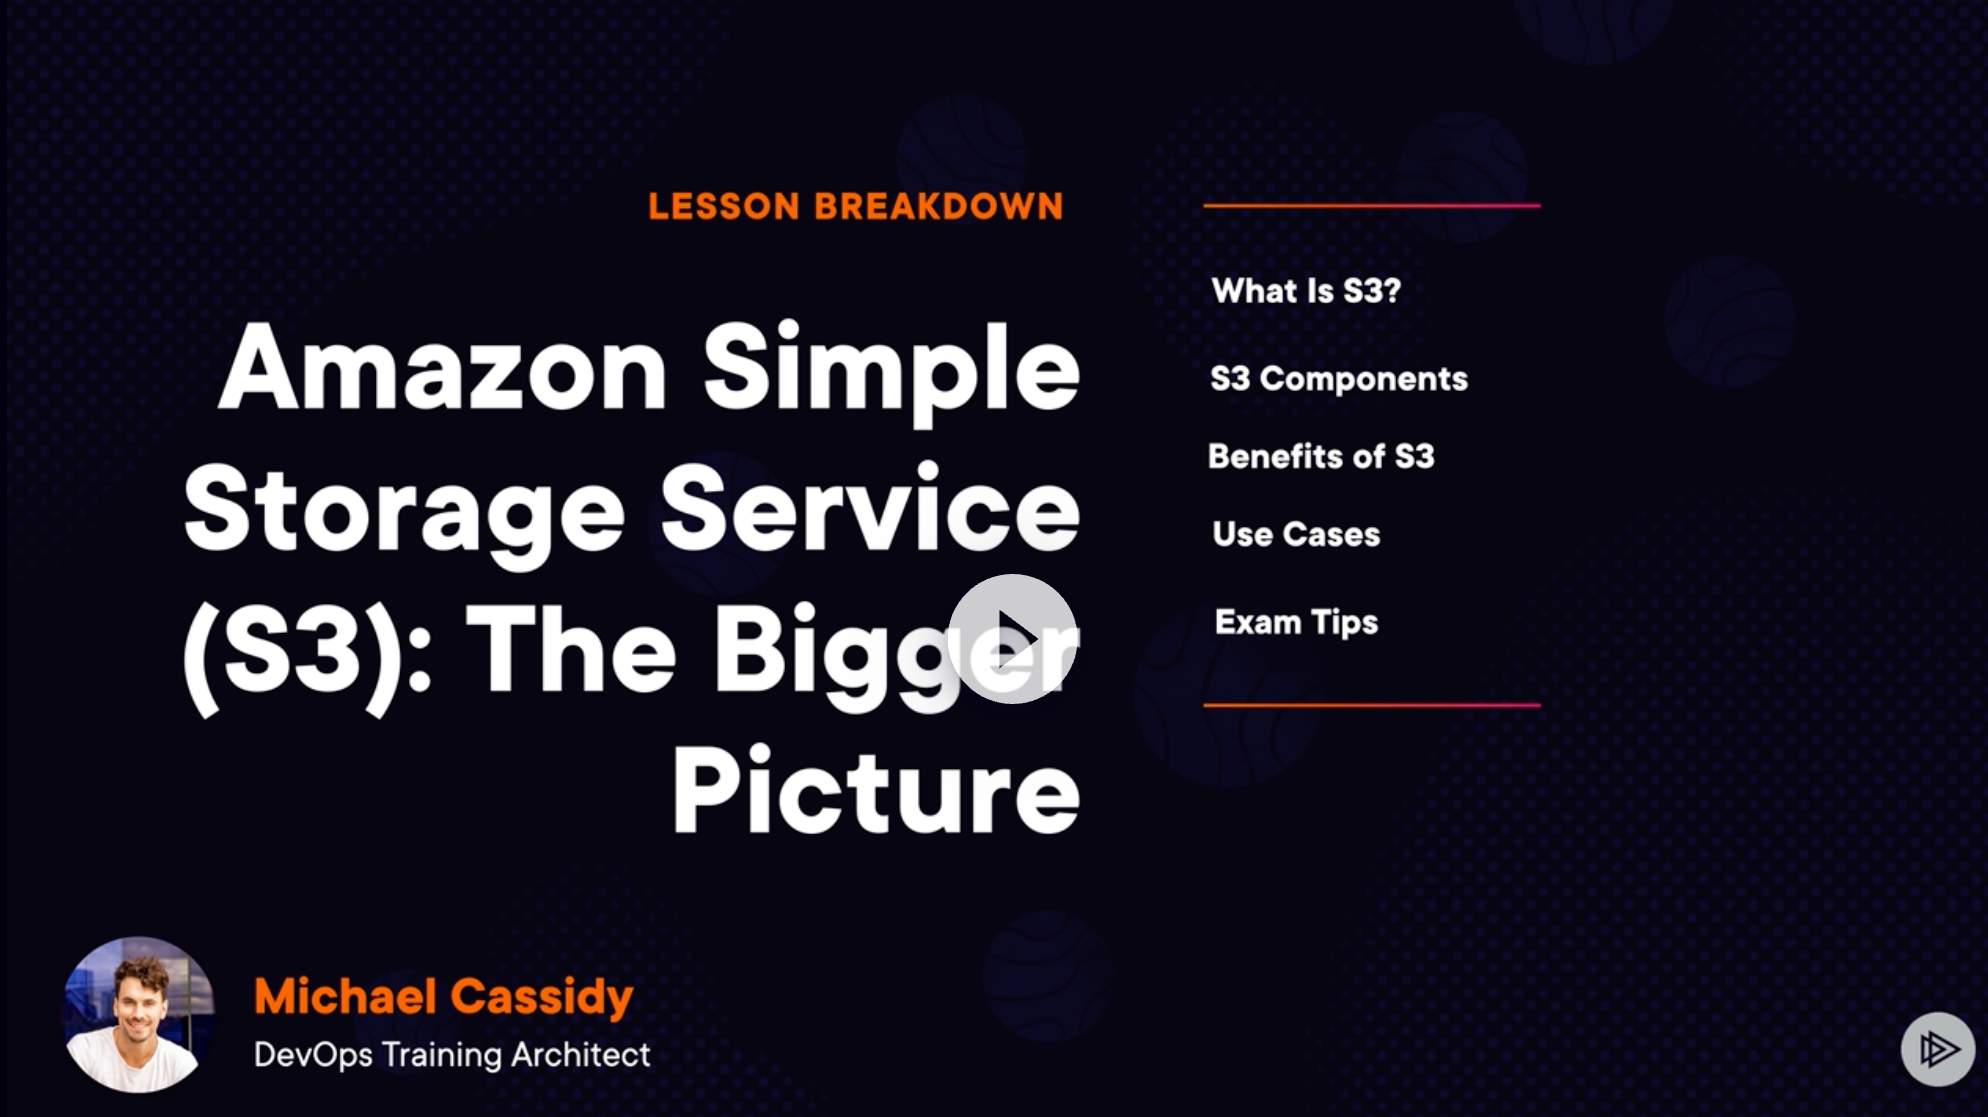 LESSON BREAKDOWN
Amazon Simple
Storage Service
(S3): The Bigger
Picture
What Is S3?
S3 Components
Benefits of S3
Use Cases
Exam Tips
Michael Cassidy
DevOps Training Architect